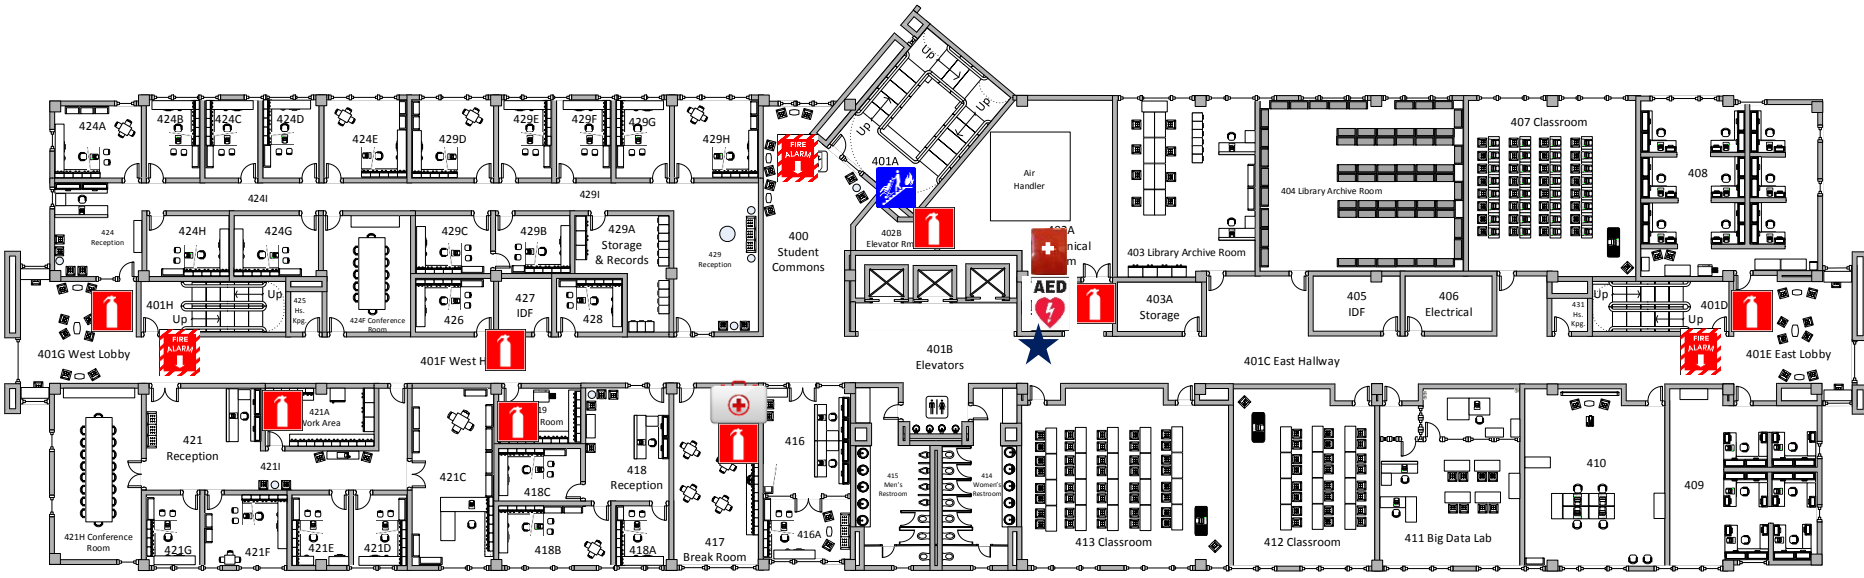 Up
Up
Up
424A
424B
424C
424D
424E
429D
429E
429F
429G
429H
FIRE
ALARM
401A
Air
Handler
407 Classroom
408
404 Library Archive Room
424I
429I
424
Reception
424H
424G
429C
429B
429A
Storage
& Records
429
Reception
400
Student
Commons
402B
Elevator Rm
403 Library Archive Room
AED
401H
Up
Up
425
Hs.
Kpg.
424F Conference
Room
426
427
IDF
428
403A
Storage
405
IDF
406
Electrical
431
Hs.
Kpg.
Up
Up
401D
401G West Lobby
FIRE
ALARM
401F West H
401B
Elevators
401C East Hallway
FIRE
ALARM
401E East Lobby
421
Reception
421A
Work Area
19
Room
416
421I
421C
418
Reception
418C
415
Men's
Restroom
414
Women's
Restroom
410
409
421H Conference
Room
421G
421F
421E
421D
418B
418A
417
Break Room
416A
413 Classroom
412 Classroom
411 Big Data Lab